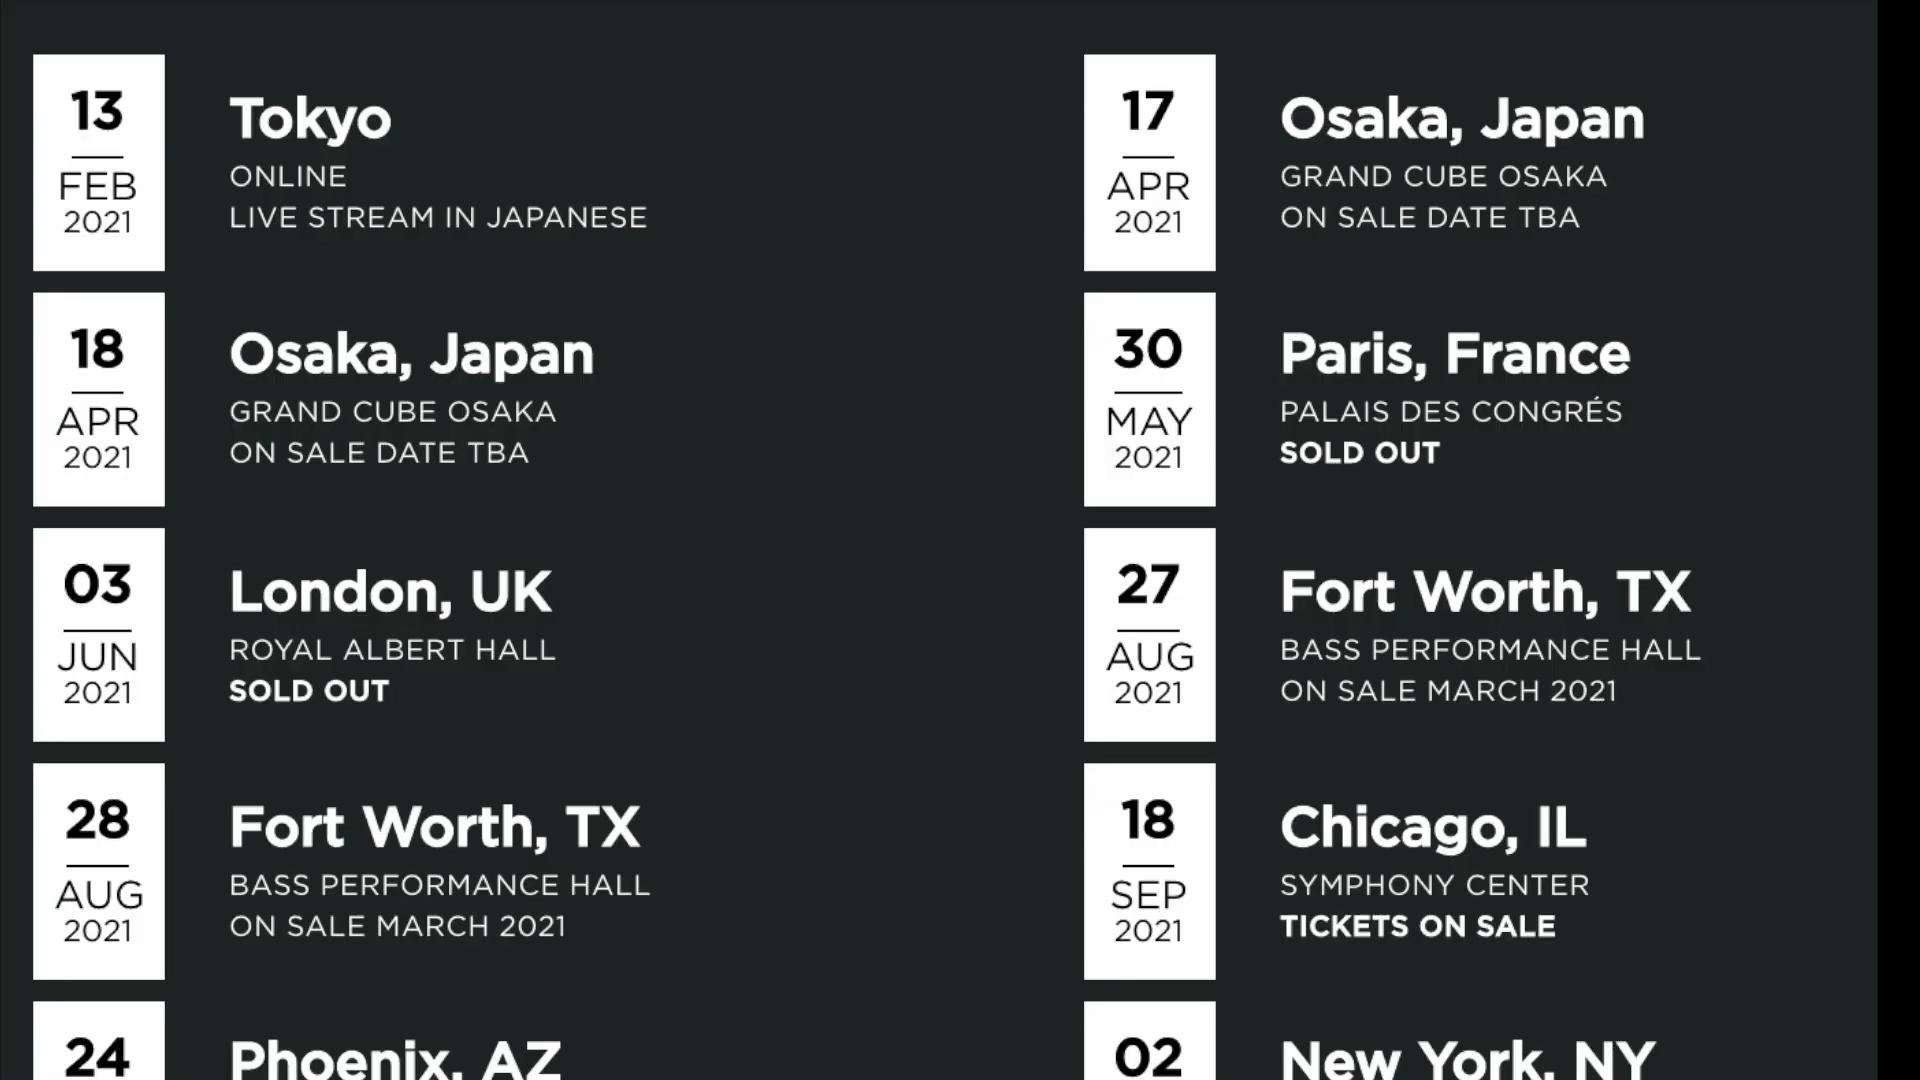 13
FEB
2021
Tokyo
ONLINE
LIVE STREAM IN JAPANESE
17
APR
2021
Osaka, Japan
GRAND CUBE OSAKA
ON SALE DATE TBA
18
APR
2021
Osaka, Japan
GRAND CUBE OSAKA
ON SALE DATE TBA
30
MAY
2021
Paris, France
PALAIS DES CONGRÉS
SOLD OUT
03
JUN
2021
London, UK
ROYAL ALBERT HALL
SOLD OUT
27
AUG
2021
Fort Worth, TX
BASS PERFORMANCE HALL
ON SALE MARCH 2021
28
AUG
2021
Fort Worth, TX
BASS PERFORMANCE HALL
ON SALE MARCH 2021
18
SEP
2021
Chicago, IL
SYMPHONY CENTER
TICKETS ON SALE
24
Phoenix, AZ
02
New York, NY